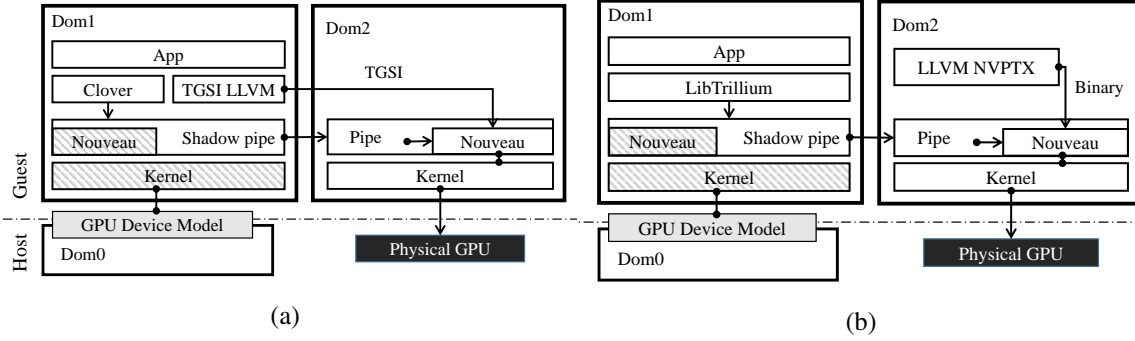 Dom1
App
Clover
TGSI LLVM
Nouveau
Shadow pipe
Kernel
Dom2
TGSI
Pipe
Nouveau
Kernel
Guest
Host
GPU Device Model
Dom0
Physical GPU
(a)
Dom1
App
LibTrillium
Nouveau
Shadow pipe
Kernel
Dom2
LLVM NVPTX
Binary
Pipe
Nouveau
Kernel
GPU Device Model
Dom0
Physical GPU
(b)